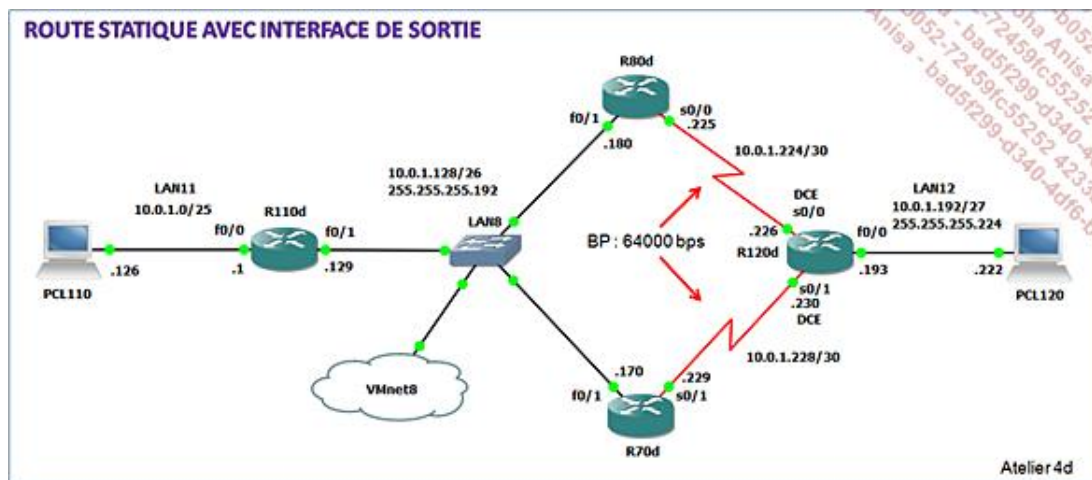 ROUTE STATIQUE AVEC INTERFACE DE SORTIE
R80d
f0/1
.180
s0/0
.225
10.0.1.224/30
10.0.1.128/26
255.255.255.192
LAN11
10.0.1.0/25
R110d
f0/0
f0/1
LAN8
.126
.1
.129
PCL110
BP : 64000 bps
DCE
s0/0
.226
R120d
f0/0
.193
LAN12
10.0.1.192/27
255.255.255.224
.222
PCL120
s0/1
.230
DCE
10.0.1.228/30
VMnet8
.170
f0/1
.229
s0/1
R70d
Atelier 4d